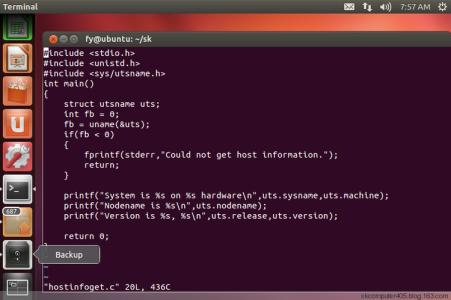 Terminal
7:57 AM
fy@ubuntu: ~/sk
#include <stdio.h>
#include <unistd.h>
#include <sys/utsname.h>
int main()
{
    struct utsname uts;
    int fb = 0;
    fb = uname(&uts);
    if(fb < 0)
    {
        fprintf(stderr,"Could not get host information.");
        return;
    }
    printf("System is %s on %s hardware\n",uts.sysname,uts.machine);
    printf("Nodename is %s\n",uts.nodename);
    printf("Version is %s, %s\n",uts.release,uts.version);
    return 0;
}
687
Backup
~
~
"hostinfoget.c" 20L, 436C
skcomputer405.blog.163.com